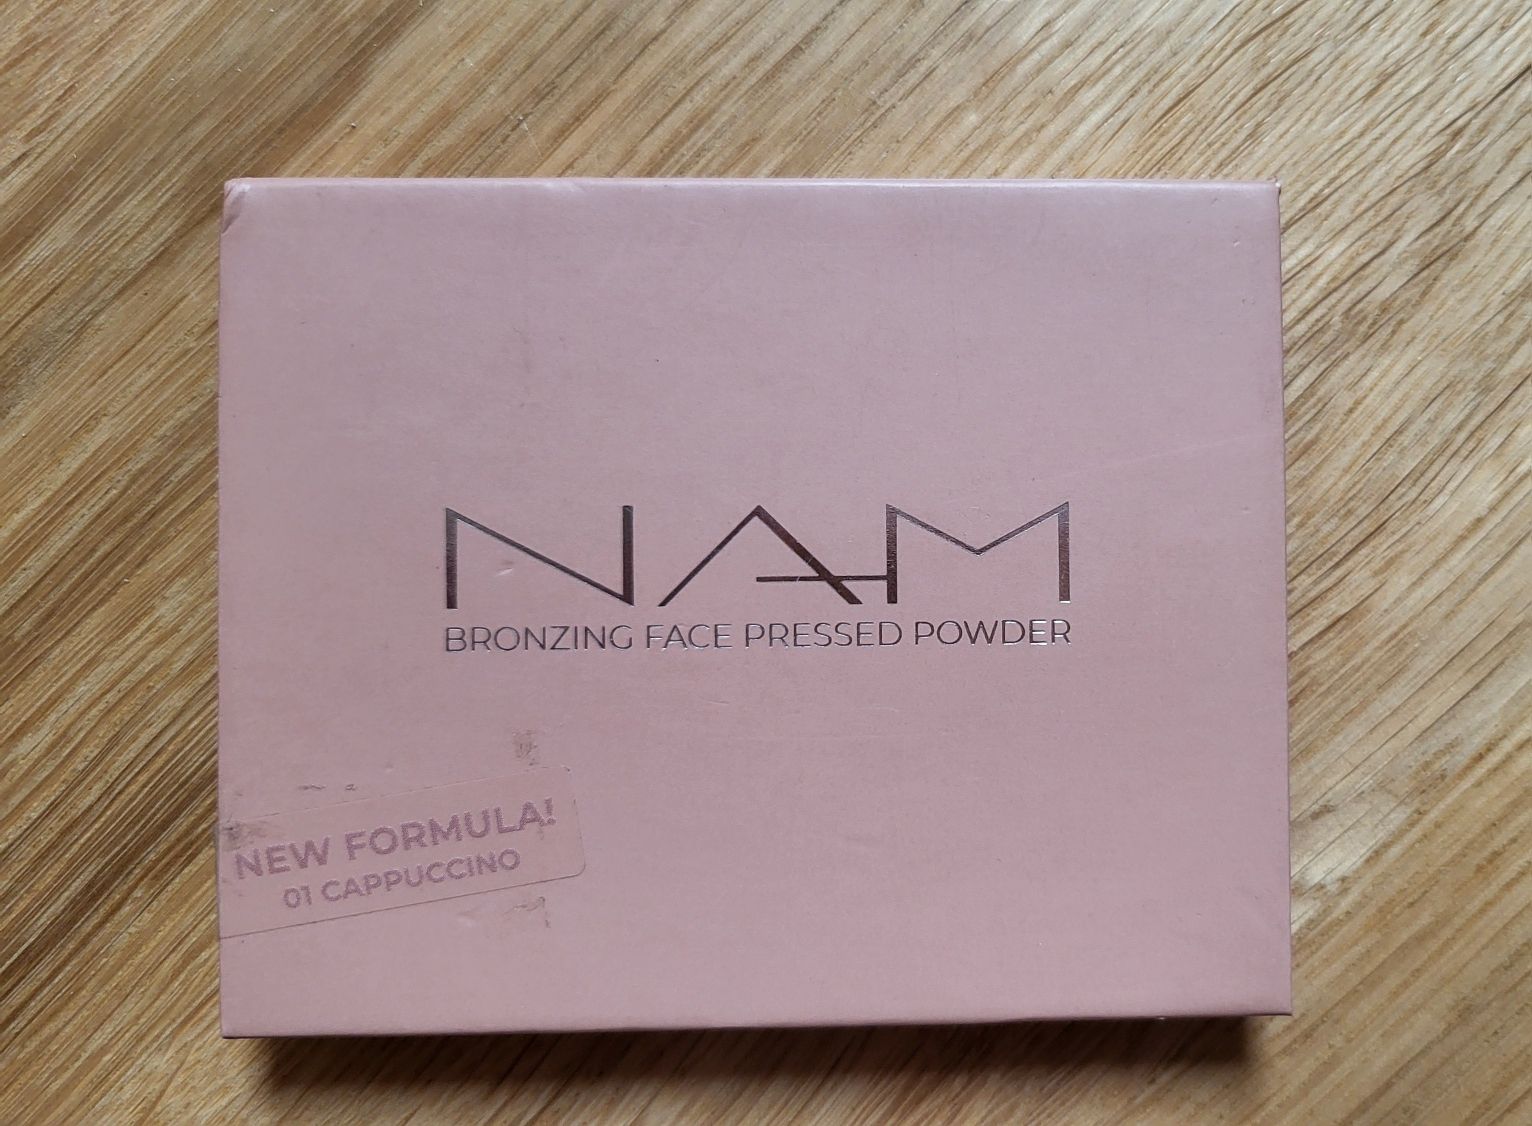 NAM
BRONZING FACE PRESSED POWDER
NEW FORMULA!
01 CAPPUCCINO